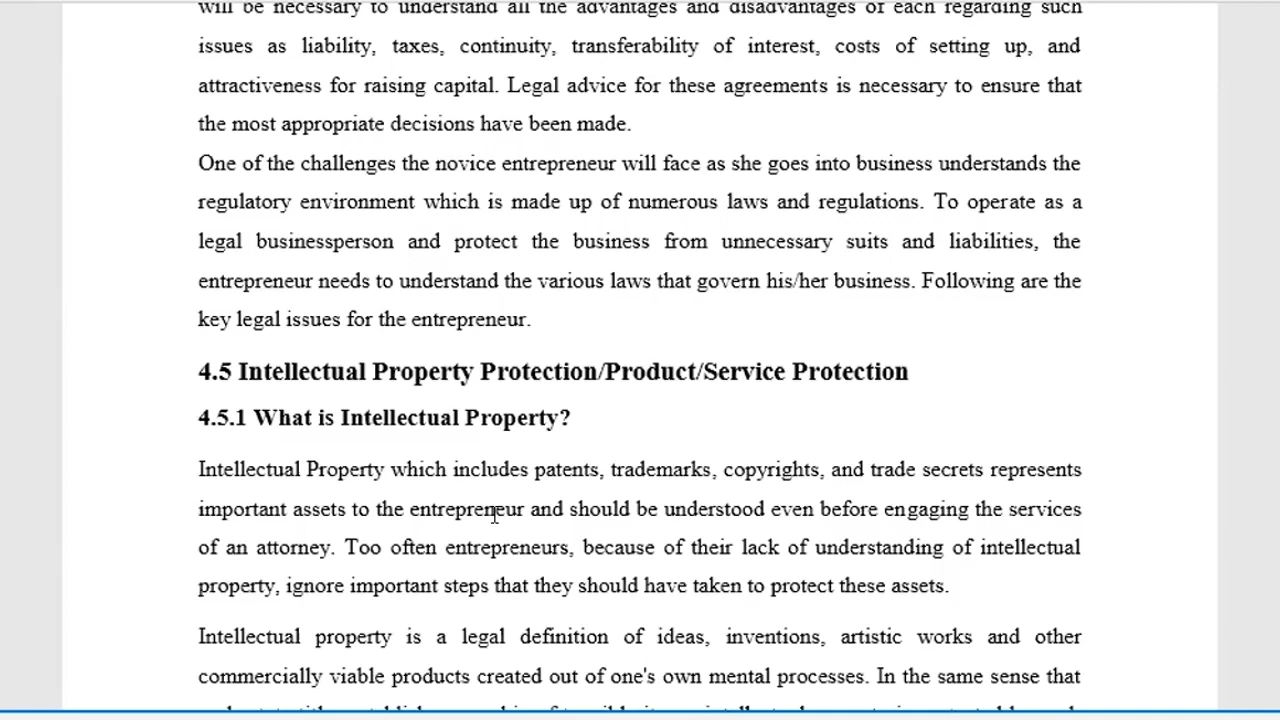 will be necessary to understand all the advantages and disadvantages of each regarding such
issues as liability, taxes, continuity, transferability of interest, costs of setting up, and
attractiveness for raising capital. Legal advice for these agreements is necessary to ensure that
the most appropriate decisions have been made.
One of the challenges the novice entrepreneur will face as she goes into business understands the
regulatory environment which is made up of numerous laws and regulations. To operate as a
legal businessperson and protect the business from unnecessary suits and liabilities, the
entrepreneur needs to understand the various laws that govern his/her business. Following are the
key legal issues for the entrepreneur.
4.5 Intellectual Property Protection/Product/Service Protection
4.5.1 What is Intellectual Property?
Intellectual Property which includes patents, trademarks, copyrights, and trade secrets represents
important assets to the entrepreneur and should be understood even before engaging the services
of an attorney. Too often entrepreneurs, because of their lack of understanding of intellectual
property, ignore important steps that they should have taken to protect these assets.
Intellectual property is a legal definition of ideas, inventions, artistic works and other
commercially viable products created out of one's own mental processes. In the same sense that